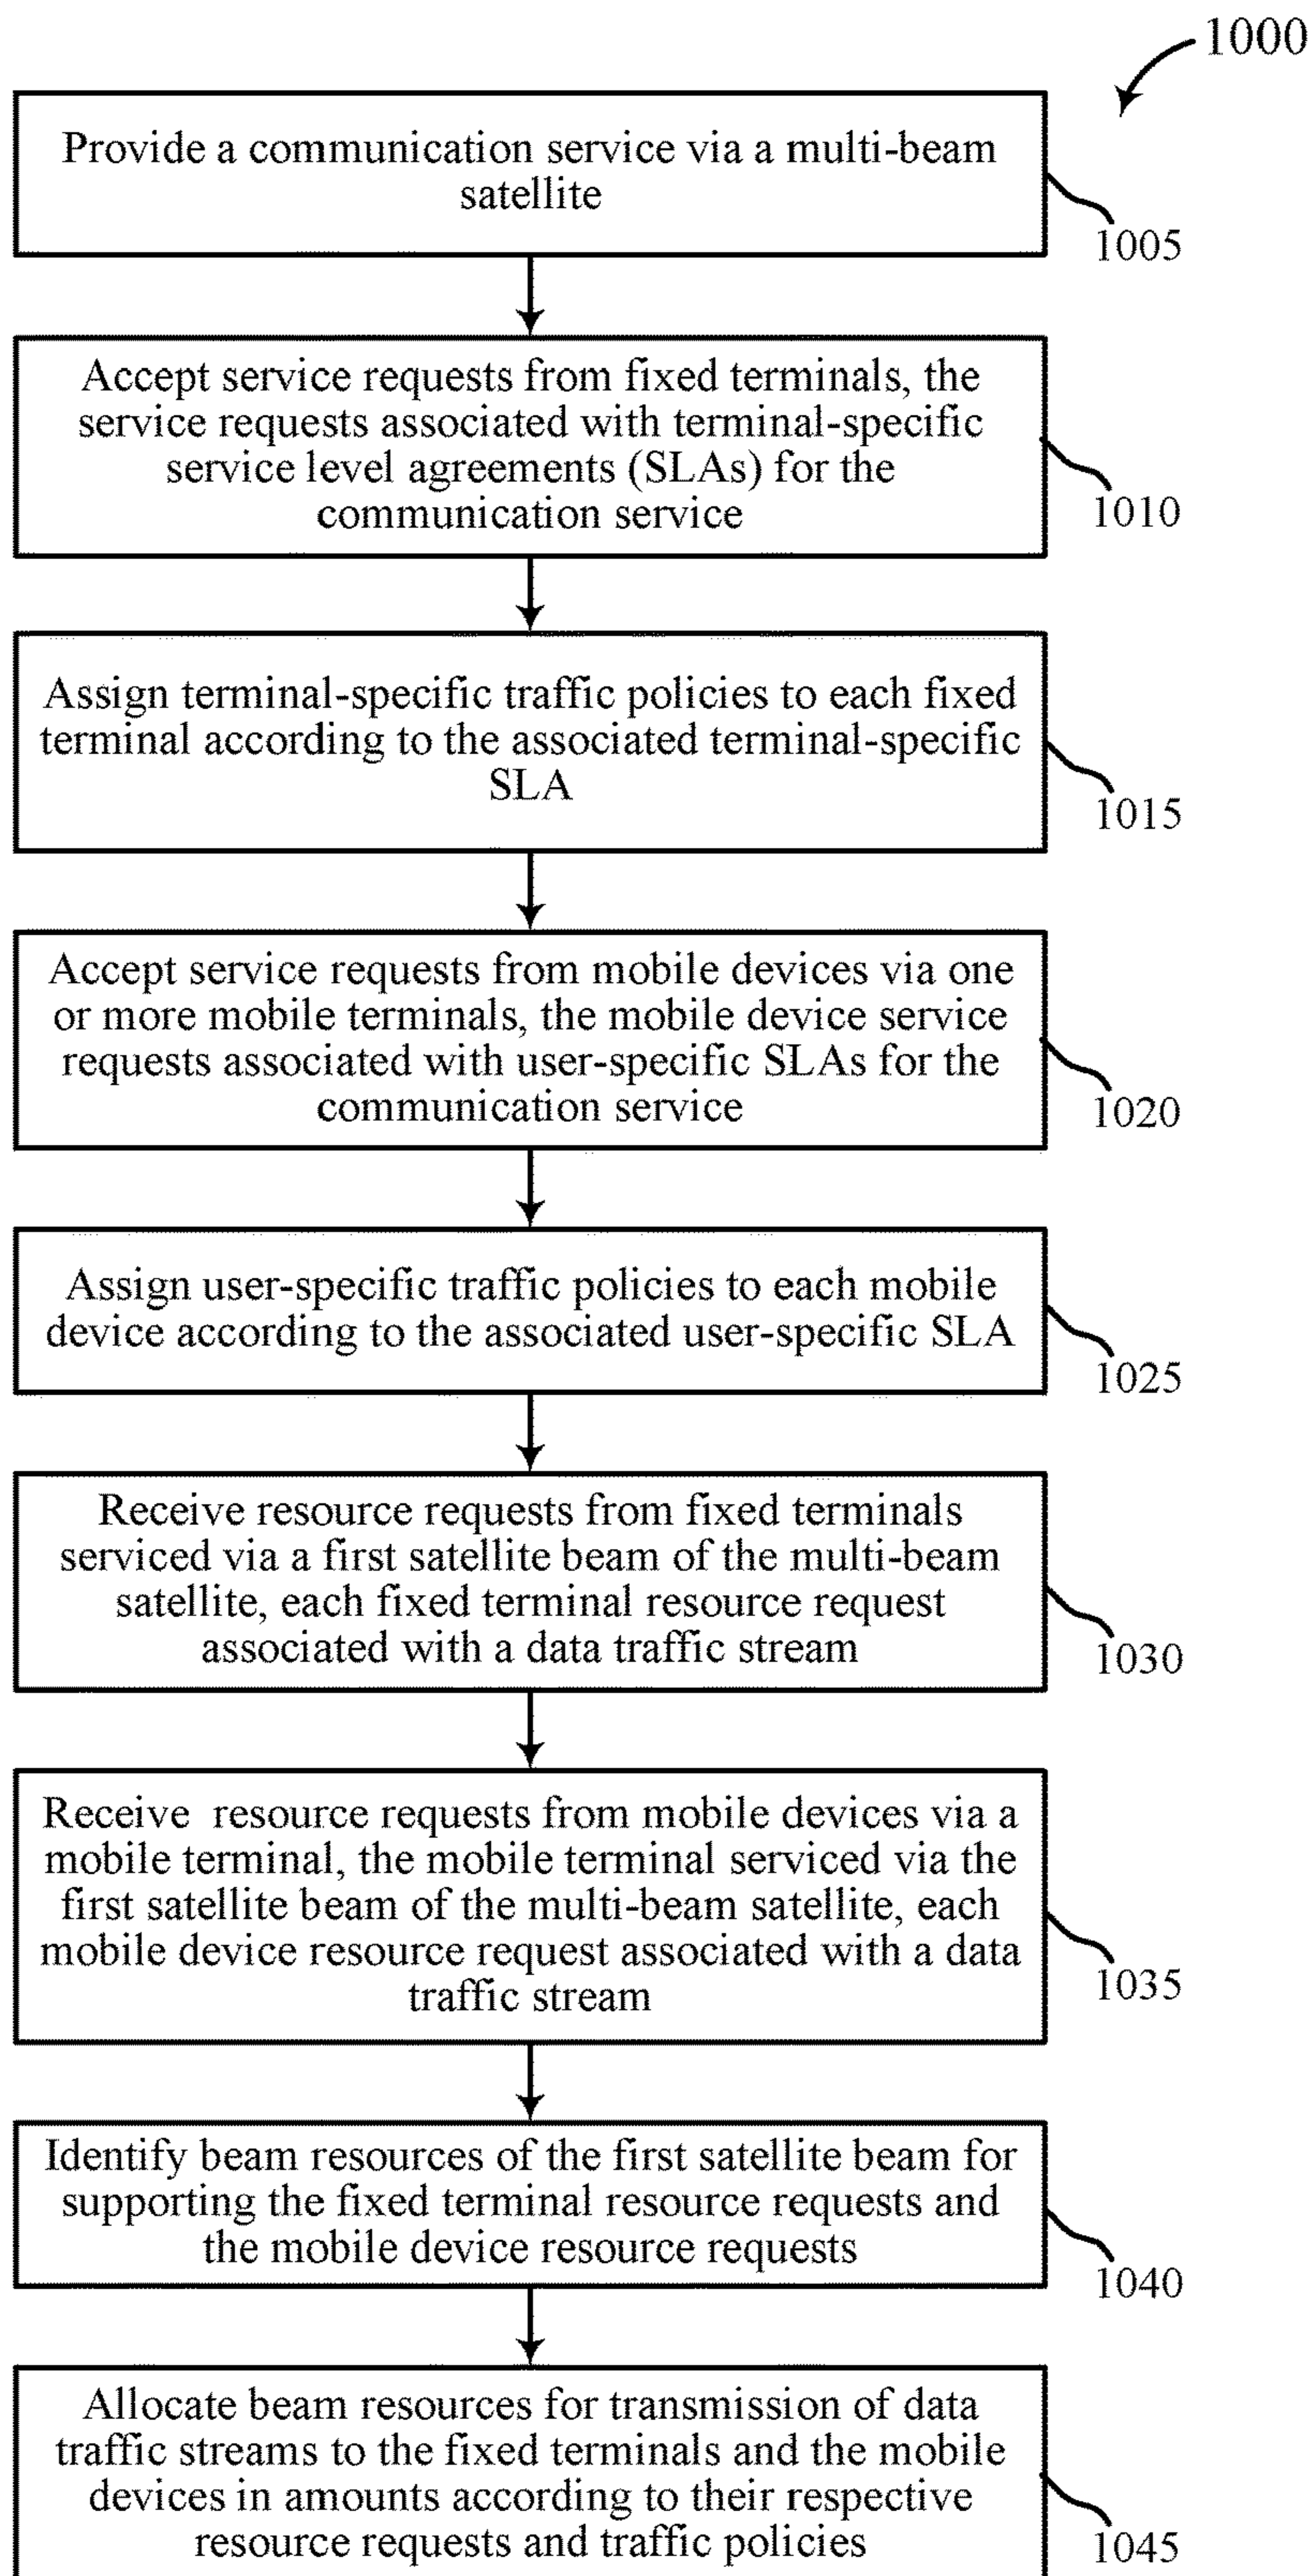 1000
Provide a communication service via a multi-beam
satellite
1005
Accept service requests from fixed terminals, the
service requests associated with terminal-specific
service level agreements (SLAs) for the
communication service
1010
Assign terminal-specific traffic policies to each fixed
terminal according to the associated terminal-specific
SLA
1015
Accept service requests from mobile devices via one
or more mobile terminals, the mobile device service
requests associated with user-specific SLAs for the
communication service
1020
Assign user-specific traffic policies to each mobile
device according to the associated user-specific SLA
1025
Receive resource requests from fixed terminals
serviced via a first satellite beam of the multi-beam
satellite, each fixed terminal resource request
associated with a data traffic stream
1030
Receive resource requests from mobile devices via a
mobile terminal, the mobile terminal serviced via the
first satellite beam of the multi-beam satellite, each
mobile device resource request associated with a data
traffic stream
1035
Identify beam resources of the first satellite beam for
supporting the fixed terminal resource requests and
the mobile device resource requests
1040
Allocate beam resources for transmission of data
traffic streams to the fixed terminals and the mobile
devices in amounts according to their respective
resource requests and traffic policies
1045